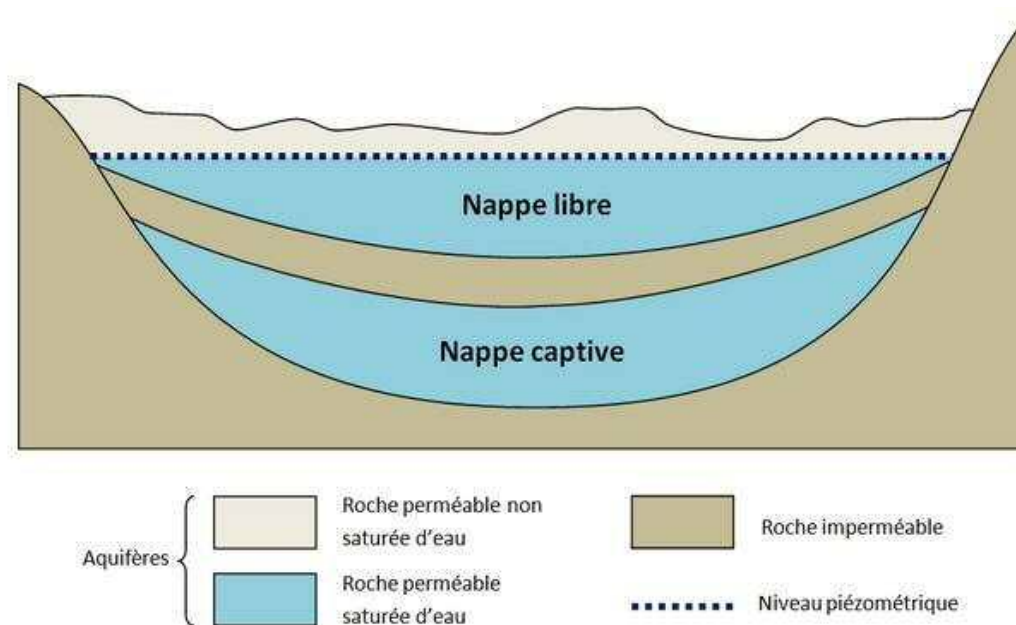 Nappe libre
Nappe captive
Aquifères
Roche perméable non
saturée d'eau
Roche perméable
saturée d'eau
Roche imperméable
Niveau piézométrique